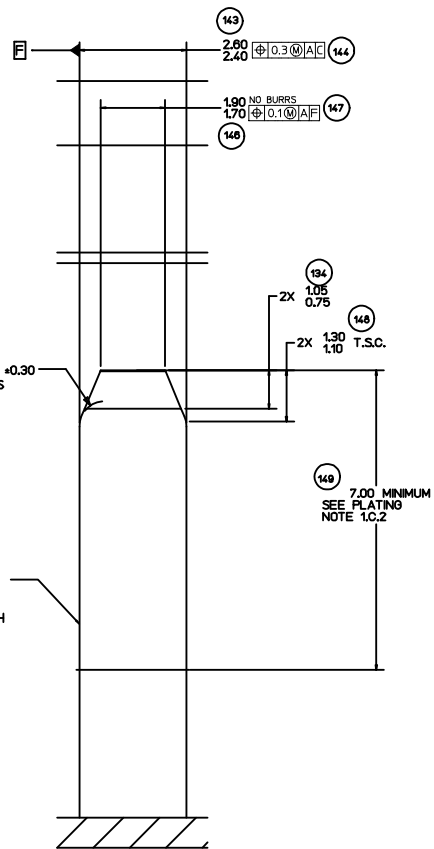 143
F
2.60
2.40 ⌖ 0.3 Ⓜ A C 144
1.90 NO BURRS
1.70 ⌖ 0.1 Ⓜ A F 147
146
134
2X 1.05
0.75
148
2X 1.30 T.S.C.
1.10
±0.30
S
149
7.00 MINIMUM
SEE PLATING
NOTE 1.C.2
H